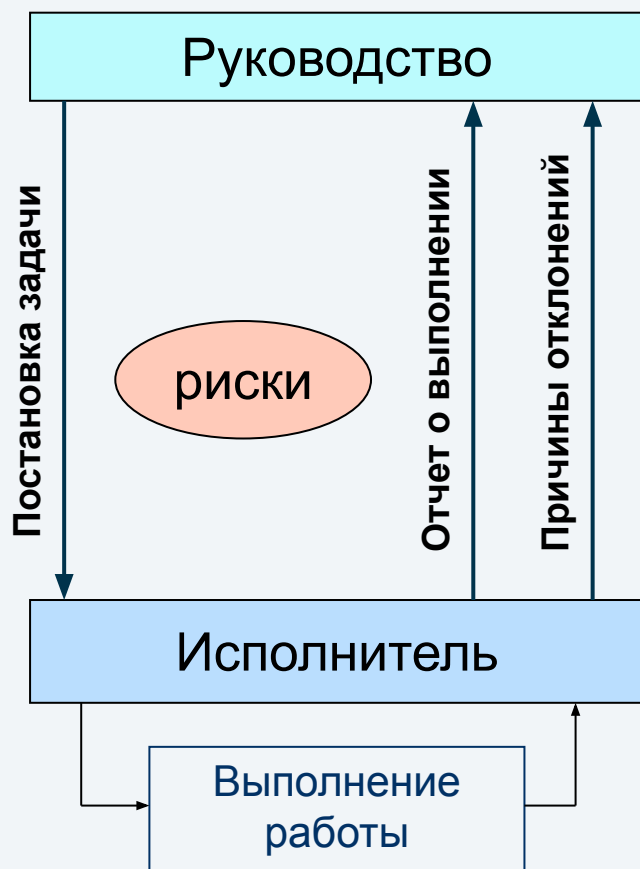 Руководство
Постановка задачи
риски
Отчет о выполнении
Причины отклонений
Исполнитель
Выполнение
работы